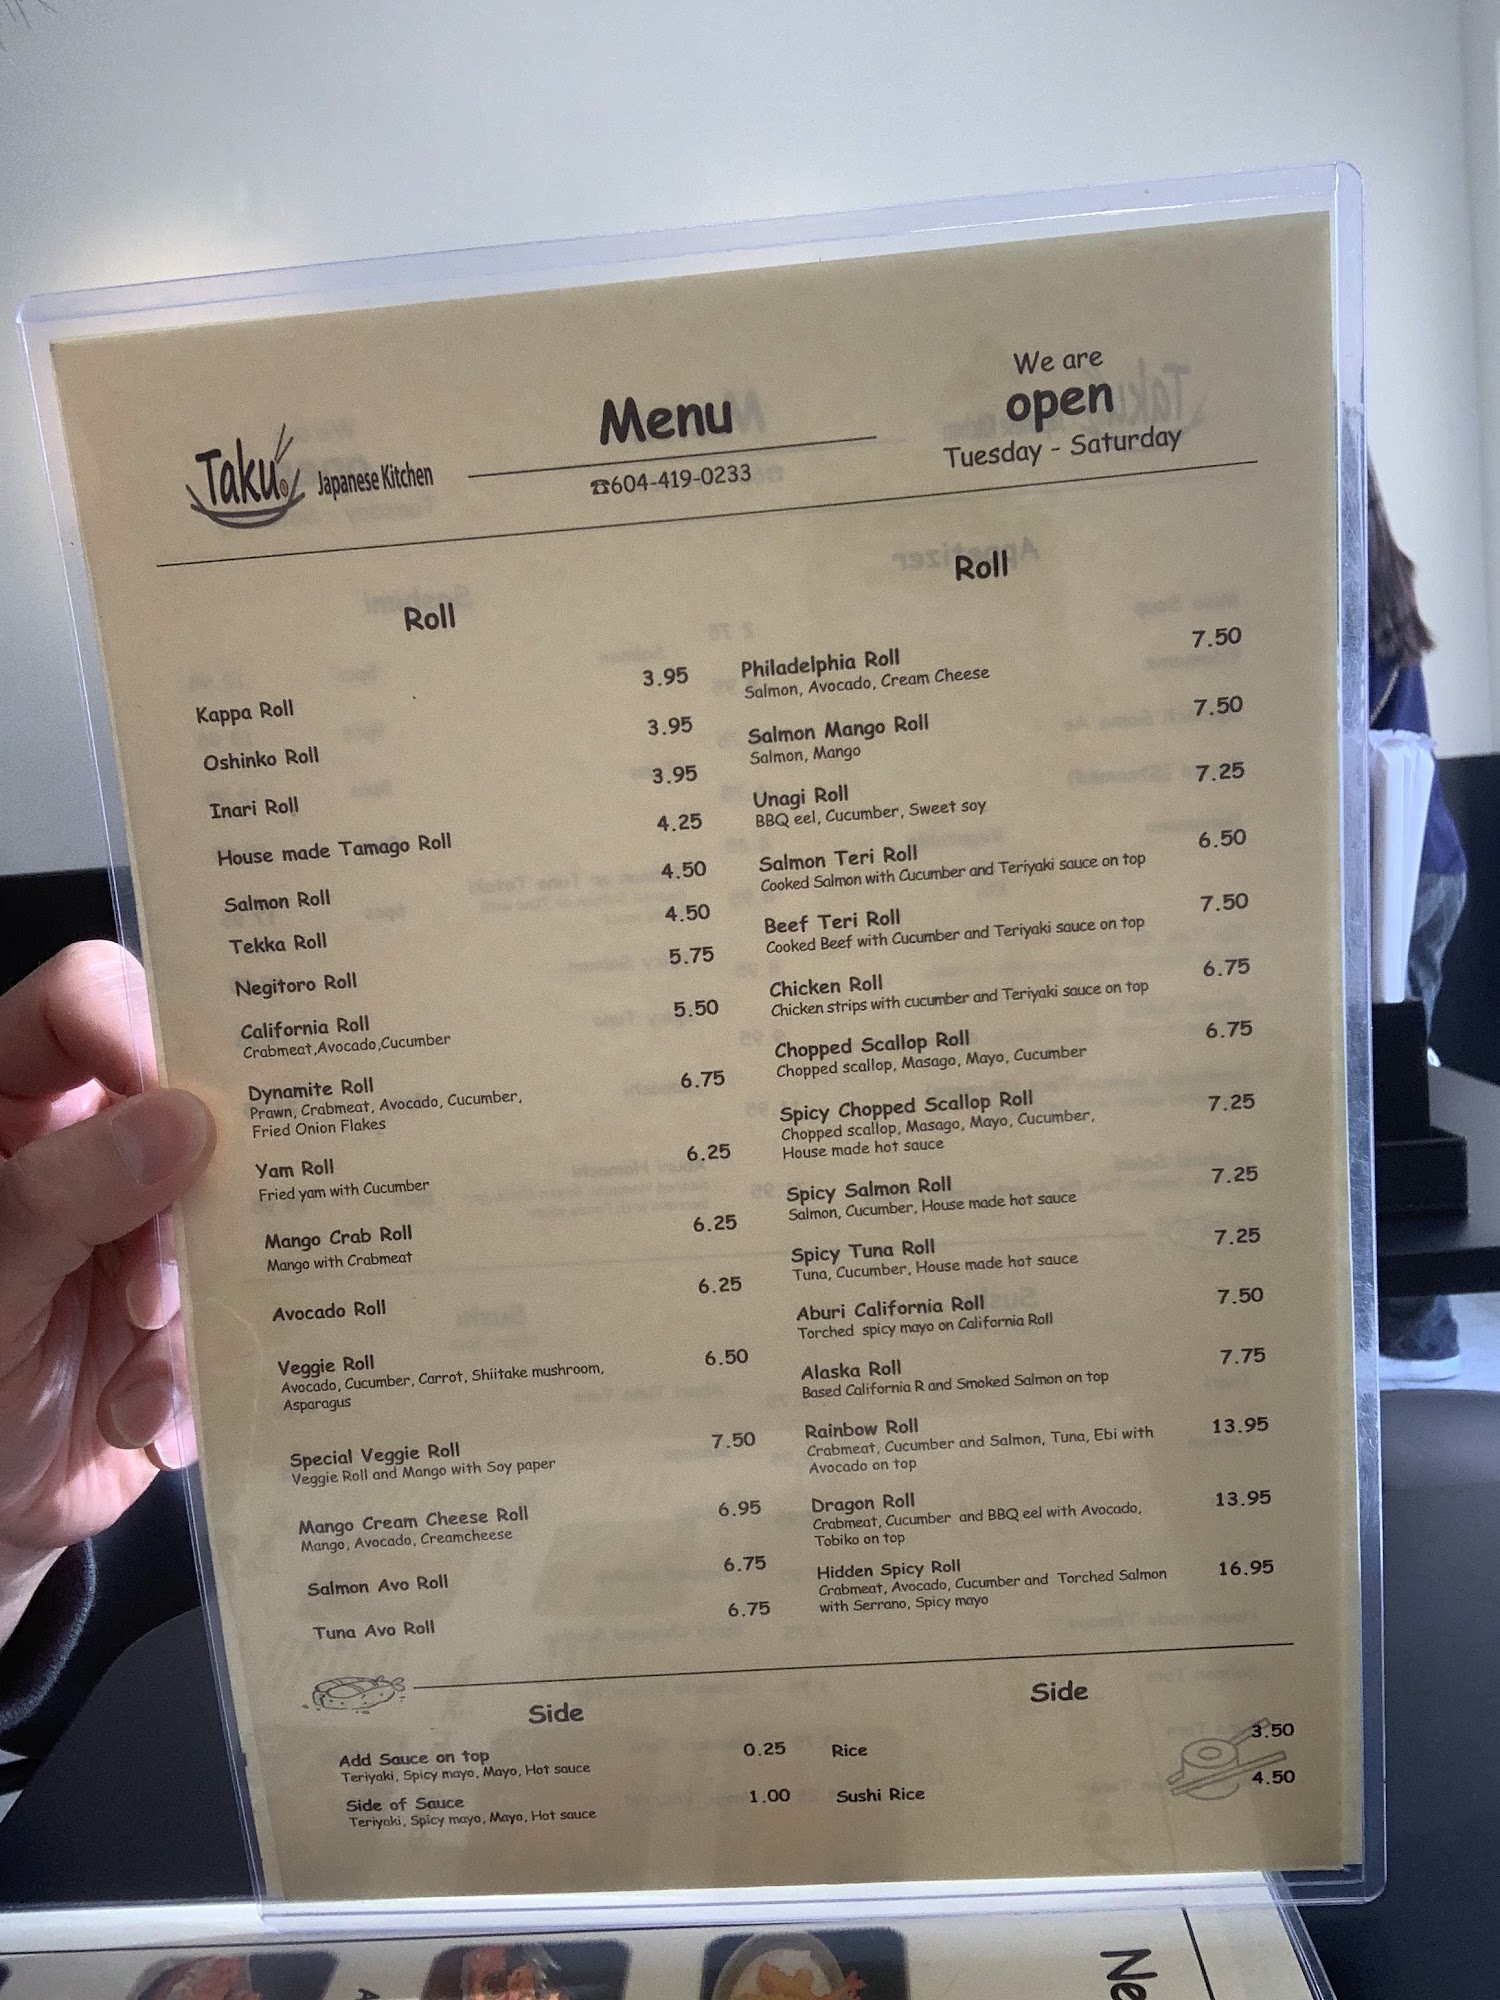 Taku
Japanese Kitchen
Menu
☎604-419-0233
We are
open
Tuesday - Saturday
Roll
Kappa Roll 3.95
Oshinko Roll 3.95
Inari Roll 3.95
House made Tamago Roll 4.25
Salmon Roll 4.50
Tekka Roll 4.50
Negitoro Roll 5.75
California Roll 5.50
Crabmeat,Avocado,Cucumber
Dynamite Roll 6.75
Prawn, Crabmeat, Avocado, Cucumber,
Fried Onion Flakes
Yam Roll 6.25
Fried yam with Cucumber
Mango Crab Roll 6.25
Mango with Crabmeat
Avocado Roll 6.25
Veggie Roll 6.50
Avocado, Cucumber, Carrot, Shiitake mushroom,
Asparagus
Special Veggie Roll 7.50
Veggie Roll and Mango with Soy paper
Mango Cream Cheese Roll 6.95
Mango, Avocado, Creamcheese
Salmon Avo Roll 6.75
Tuna Avo Roll 6.75
Roll
Philadelphia Roll 7.50
Salmon, Avocado, Cream Cheese
Salmon Mango Roll 7.50
Salmon, Mango
Unagi Roll 7.25
BBQ eel, Cucumber, Sweet soy
Salmon Teri Roll 6.50
Cooked Salmon with Cucumber and Teriyaki sauce on top
Beef Teri Roll 7.50
Cooked Beef with Cucumber and Teriyaki sauce on top
Chicken Roll 6.75
Chicken strips with cucumber and Teriyaki sauce on top
Chopped Scallop Roll 6.75
Chopped scallop, Masago, Mayo, Cucumber
Spicy Chopped Scallop Roll 7.25
Chopped scallop, Masago, Mayo, Cucumber,
House made hot sauce
Spicy Salmon Roll 7.25
Salmon, Cucumber, House made hot sauce
Spicy Tuna Roll 7.25
Tuna, Cucumber, House made hot sauce
Aburi California Roll 7.50
Torched spicy mayo on California Roll
Alaska Roll 7.75
Based California R and Smoked Salmon on top
Rainbow Roll 13.95
Crabmeat, Cucumber and Salmon, Tuna, Ebi with
Avocado on top
Dragon Roll 13.95
Crabmeat, Cucumber and BBQ eel with Avocado,
Tobiko on top
Hidden Spicy Roll 16.95
Crabmeat, Avocado, Cucumber and Torched Salmon
with Serrano, Spicy mayo
Side
Add Sauce on top 0.25
Teriyaki, Spicy mayo, Mayo, Hot sauce
Side of Sauce 1.00
Teriyaki, Spicy mayo, Mayo, Hot sauce
Side
Rice 3.50
Sushi Rice 4.50